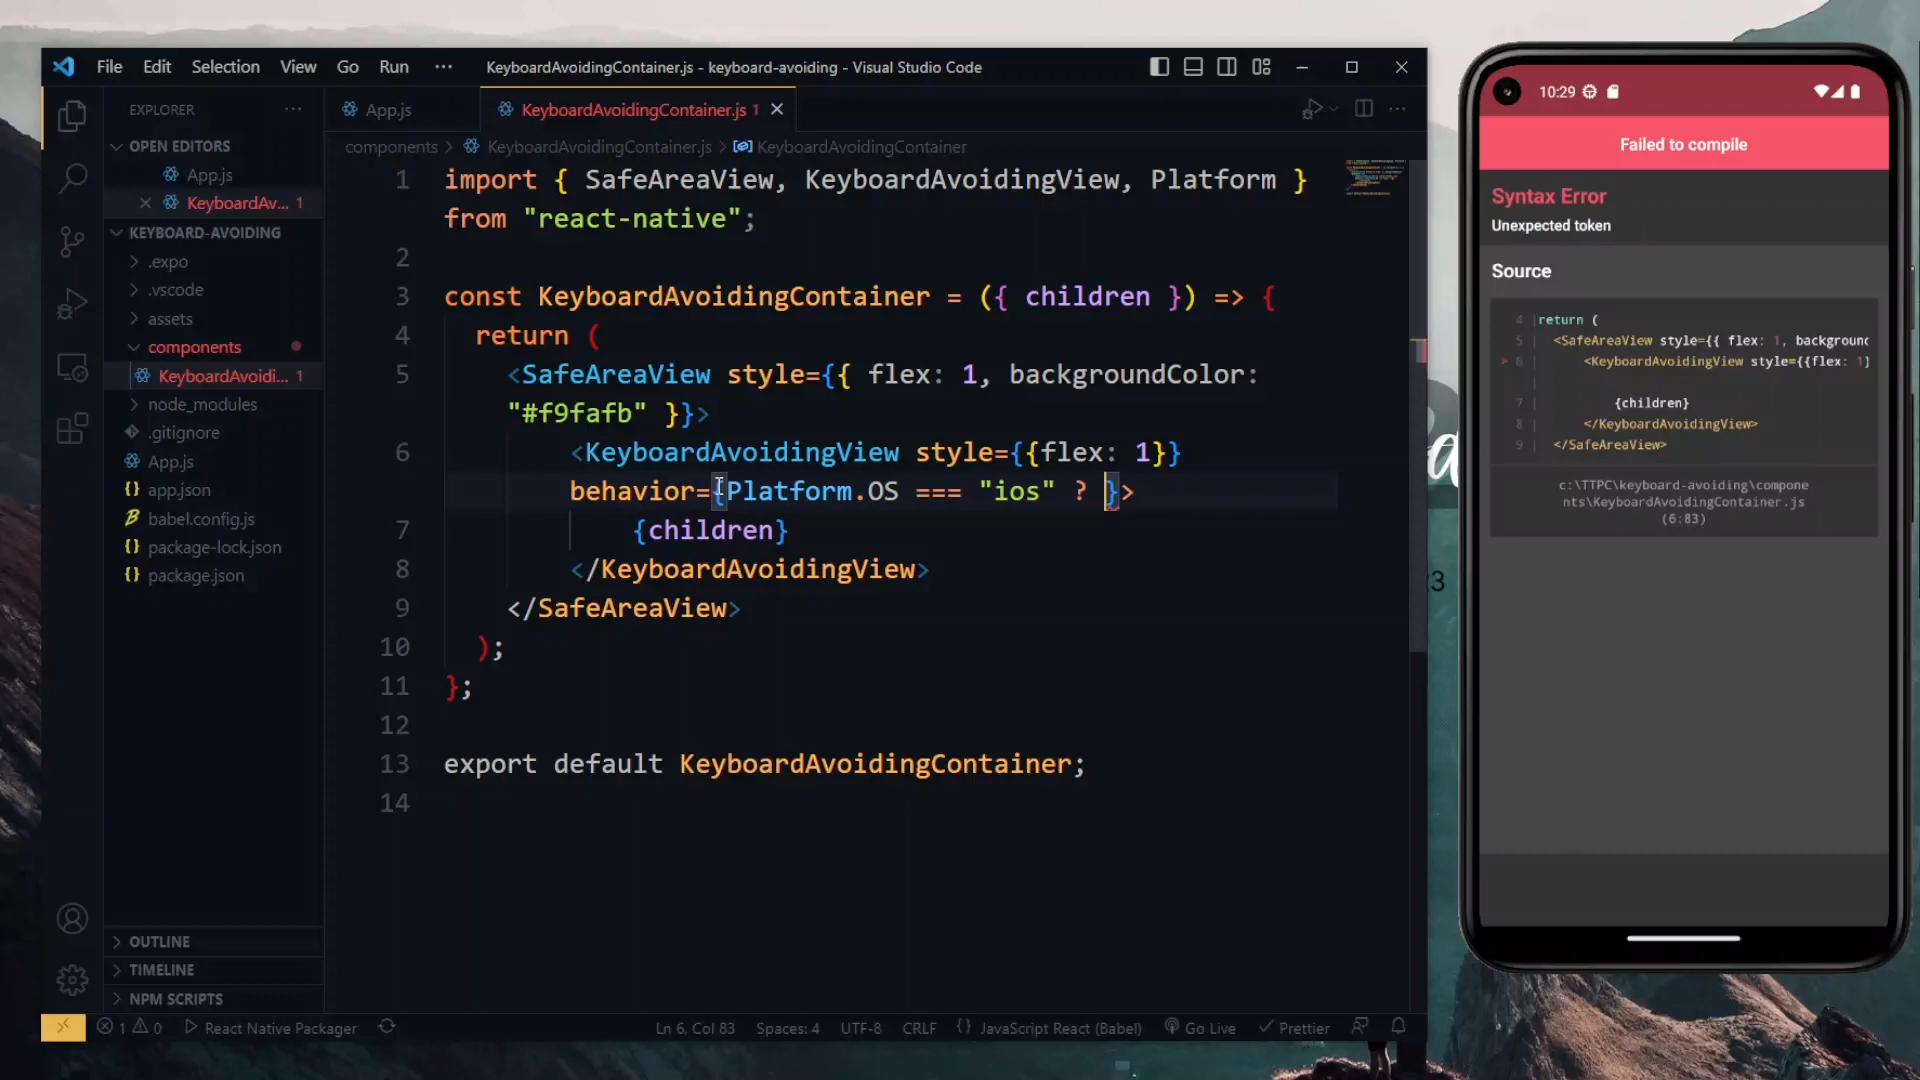 File Edit Selection View Go Run ··· KeyboardAvoidingContainer.js - keyboard-avoiding - Visual Studio Code
EXPLORER ···
OPEN EDITORS
App.js
KeyboardAv... 1
KEYBOARD-AVOIDING
.expo
.vscode
assets
components
KeyboardAvoidi... 1
node_modules
.gitignore
App.js
app.json
babel.config.js
package-lock.json
package.json
OUTLINE
TIMELINE
NPM SCRIPTS
App.js KeyboardAvoidingContainer.js 1
components > KeyboardAvoidingContainer.js > KeyboardAvoidingContainer
1 import { SafeAreaView, KeyboardAvoidingView, Platform }
from "react-native";
2
3 const KeyboardAvoidingContainer = ({ children }) => {
4 return (
5 <SafeAreaView style={{ flex: 1, backgroundColor:
"#f9fafb" }}>
6 <KeyboardAvoidingView style={{flex: 1}}
behavior={Platform.OS === "ios" ? }>
7 {children}
8 </KeyboardAvoidingView>
9 </SafeAreaView>
10 );
11 };
12
13 export default KeyboardAvoidingContainer;
14
1 0 React Native Packager Ln 6, Col 83 Spaces: 4 UTF-8 CRLF {} JavaScript React (Babel) Go Live Prettier
10:29
Failed to compile
Syntax Error
Unexpected token
Source
4 |return (
5 | <SafeAreaView style={{ flex: 1, background
> 6 | <KeyboardAvoidingView style={{flex: 1}
|
7 | {children}
8 | </KeyboardAvoidingView>
9 | </SafeAreaView>
c:\TTPC\keyboard-avoiding\compone
nts\KeyboardAvoidingContainer.js
(6:83)